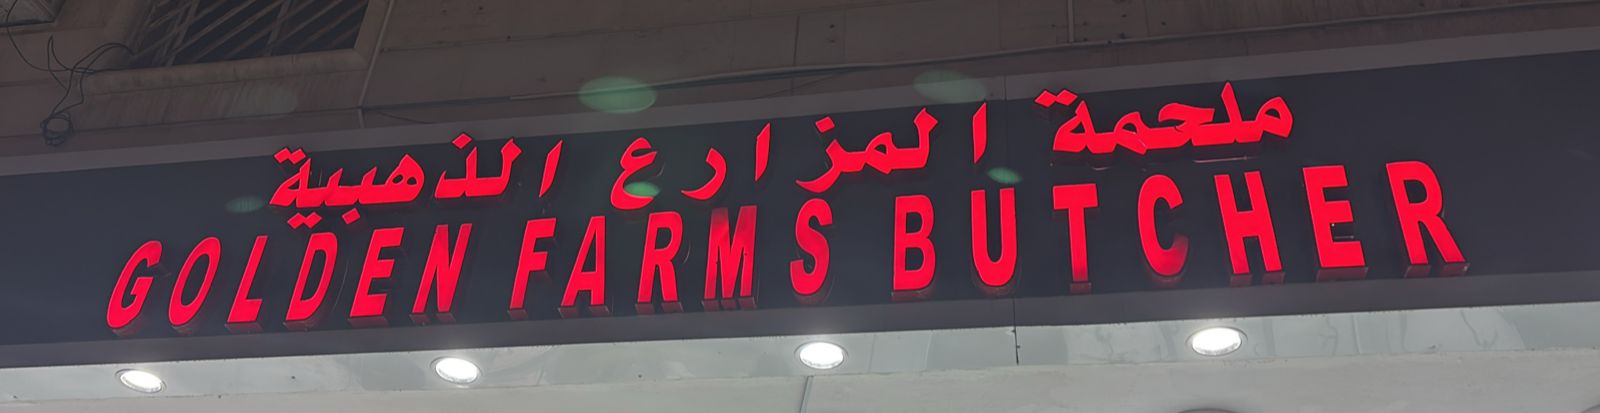 ملحمة المزارع الذهبية
GOLDEN FARMS BUTCHER